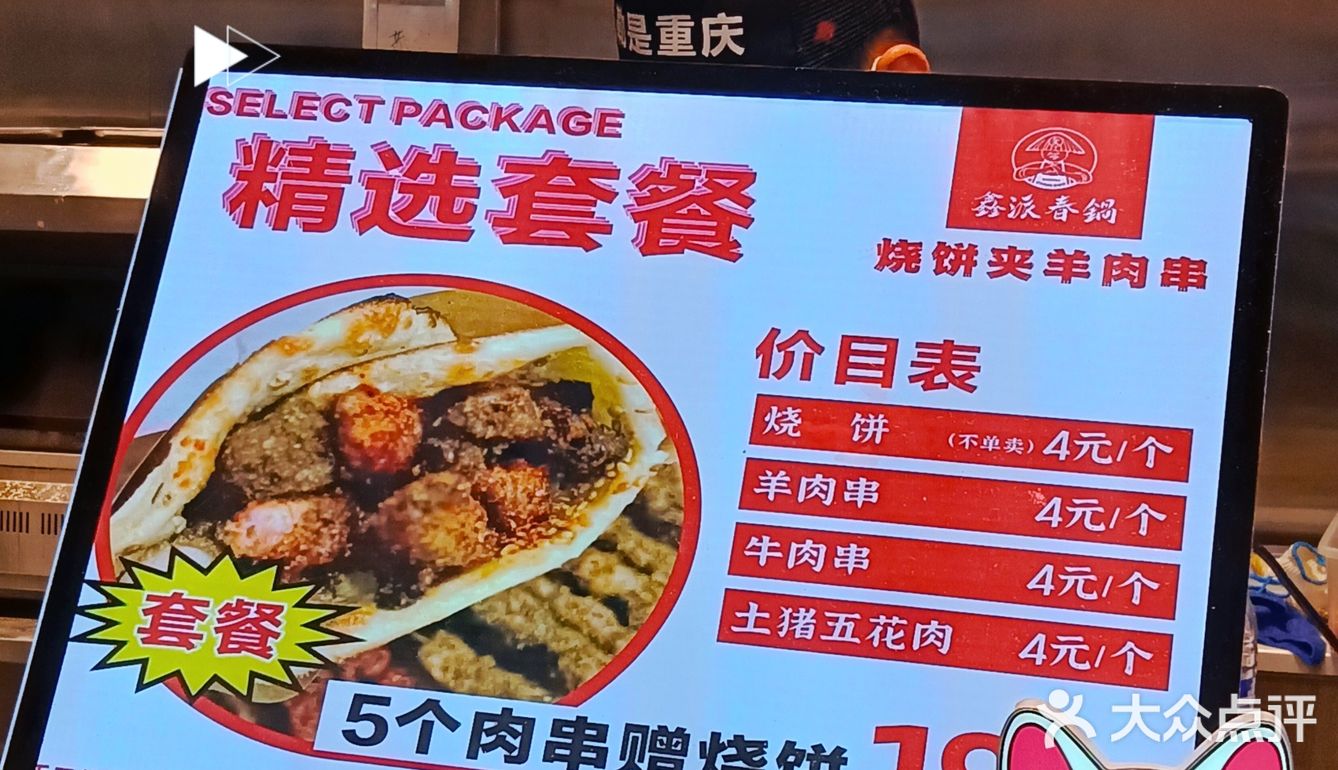 是重庆
SELECT PACKAGE
精选套餐
鑫派春鍋
烧饼夹羊肉串
价目表
烧饼 (不单卖) 4元/个
羊肉串 4元/个
牛肉串 4元/个
土猪五花肉 4元/个
套餐
5个肉串赠烧饼
大众点评